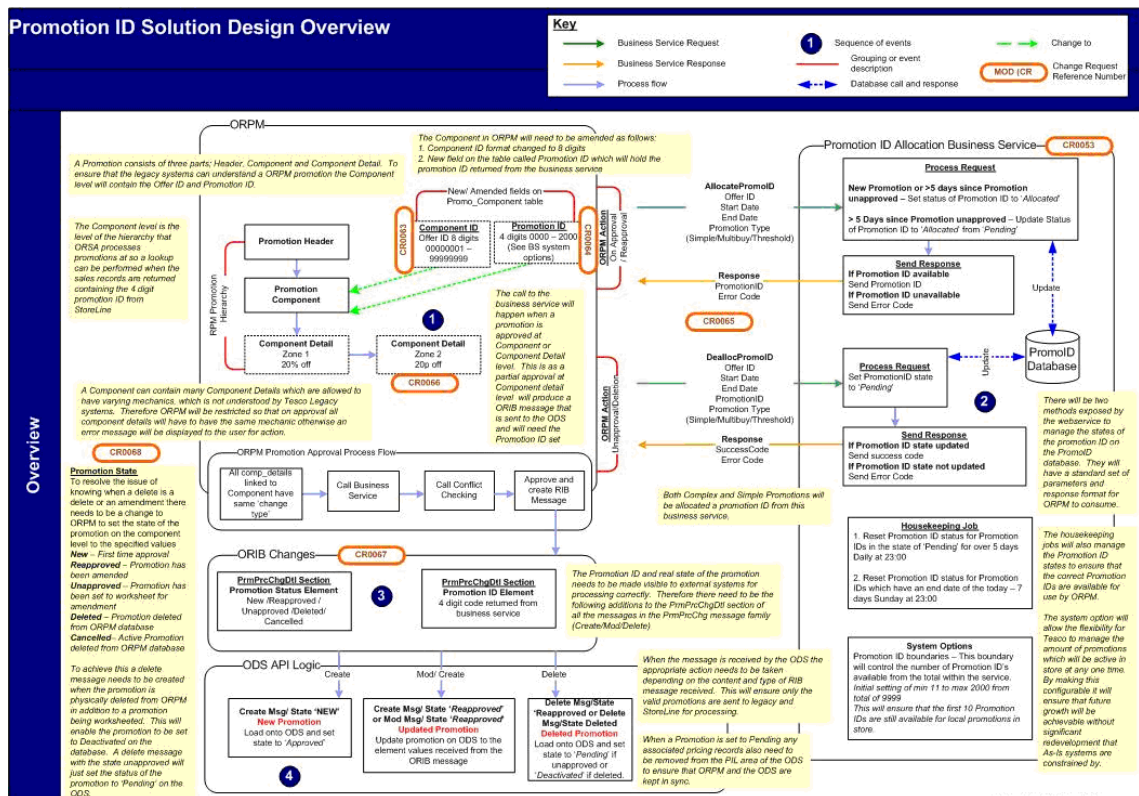 Promotion ID Solution Design Overview
Key
Business Service Request
Business Service Response
Process flow
1
Sequence of events
Grouping or event
description
MOD (CR
Change to
Change Request
Reference Number
Database call and response
Overview
ORPM
A Promotion consists of three parts; Header, Component and Component Detail. To
ensure that the legacy systems can understand a ORPM promotion the Component
level will contain the Offer ID and Promotion ID.
The Component in ORPM will need to be amended as follows:
1. Component ID format changed to 8 digits
2. New field on the table called Promotion ID which will hold the
promotion ID returned from the business service
The Component level is the
level of the hierarchy that
ORSA processes
promotions at so a lookup
can be performed when the
sales records are returned
containing the 4 digit
promotion ID from
StoreLine
New/ Amended fields on
Promo_Component table
CR0063
Component ID
Offer ID 8 digits
00000001 –
99999999
Promotion ID
4 digits 0000 – 2000
(See BS system
options)
CR0064
ORPM Action
On Approval
/ Reapproval
RPM Promotion
Hierarchy
Promotion Header
Promotion
Component
Component Detail
Zone 1
20% off
1
Component Detail
Zone 2
20p off
CR0066
The call to the
business service will
happen when a
promotion is
approved at
Component or
Component Detail
level. This is as a
partial approval at
Component detail
level will produce a
ORIB message that
is sent to the ODS
and will need the
Promotion ID set
ORPM Action
Unapproval/Deletion
A Component can contain many Component Details which are allowed to
have varying mechanics, which is not understood by Tesco Legacy
systems. Therefore ORPM will be restricted so that on approval all
component details will have to have the same mechanic otherwise an
error message will be displayed to the user for action.
CR0068
Promotion State
To resolve the issue of
knowing when a delete is a
delete or an amendment there
needs to be a change to
ORPM to set the state of the
promotion on the component
level to the specified values
New – First time approval
Reapproved – Promotion has
been amended
Unapproved – Promotion has
been set to worksheet for
amendment
Deleted – Promotion deleted
from ORPM database
Cancelled – Active Promotion
deleted from ORPM database
To achieve this a delete
message needs to be created
when the promotion is
physically deleted from ORPM
in addition to a promotion
being worksheeted. This will
enable the promotion to be set
to Deactivated on the
database. A delete message
with the state unapproved will
just set the status of the
promotion to 'Pending' on the
ODS.
ORPM Promotion Approval Process Flow
All comp_details
linked to
Component have
same 'change
type'
Call Business
Service
Call Conflict
Checking
Approve and
create RIB
Message
ORIB Changes
CR0067
PrmPrcChgDtl Section
Promotion Status Element
New /Reapproved /
Unapproved /Deleted/
Cancelled
3
PrmPrcChgDtl Section
Promotion ID Element
4 digit code returned from
business service
The Promotion ID and real state of the promotion
needs to be made visible to external systems for
processing correctly. Therefore there need to be the
following additions to the PrmPrcChgDtl section of
all the messages in the PrmPrcChg message family
(Create/Mod/Delete)
ODS API Logic
Create
Mod/ Create
Delete
Create Msg/ State 'NEW'
New Promotion
Load onto ODS and set
state to 'Approved'
4
Create Msg/ State 'Reapproved'
or Mod Msg/ State 'Reapproved'
Updated Promotion
Update promotion on ODS to the
element values received from the
ORIB message
Delete Msg/State
'Reapproved or Delete
Msg/State Deleted
Deleted Promotion
Load onto ODS and set
state to 'Pending' if
unapproved or
'Deactivated' if deleted.
When the message is received by the ODS the
appropriate action needs to be taken
depending on the content and type of RIB
message received. This will ensure only the
valid promotions are sent to legacy and
StoreLine for processing.
When a Promotion is set to Pending any
associated pricing records also need to
be removed from the PIL area of the ODS
to ensure that ORPM and the ODS are
kept in sync.
AllocatePromoID
Offer ID
Start Date
End Date
Promotion Type
(Simple/Multibuy/Threshold)
Response
PromotionID
Error Code
CR0065
DeallocPromoID
Offer ID
Start Date
End Date
PromotionID
Promotion Type
(Simple/Multibuy/Threshold)
Response
SuccessCode
Error Code
Both Complex and Simple Promotions will
be allocated a promotion ID from this
business service.
Promotion ID Allocation Business Service
CR0053
Process Request
New Promotion or >5 days since Promotion
unapproved – Set status of Promotion ID to 'Allocated'
> 5 Days since Promotion unapproved – Update Status
of Promotion ID to 'Allocated' from 'Pending'
Send Response
If Promotion ID available
Send Promotion ID
If Promotion ID unavailable
Send Error Code
Update
PromoID
Database
Process Request
Set PromotionID state
to 'Pending'
Update
2
Send Response
If Promotion ID state updated
Send success code
If Promotion ID state not updated
Send Error Code
There will be two
methods exposed by
the webservice to
manage the states of
the promotion ID on
the PromoID
database. They will
have a standard set of
parameters and
response format for
ORPM to consume.
Housekeeping Job
1. Reset Promotion ID status for Promotion
IDs in the state of 'Pending' for over 5 days
Daily at 23:00
2. Reset Promotion ID status for Promotion
IDs which have an end date of the today – 7
days Sunday at 23:00
The housekeeping
jobs will also manage
the Promotion ID
states to ensure that
the correct Promotion
IDs are available for
use by ORPM.
The system option will
allow the flexibility for
Tesco to manage the
amount of promotions
which will be active in
store at any one time.
By making this
configurable it will
ensure that future
growth will be
achievable without
significant
redevelopment that
As-Is systems are
constrained by.
System Options
Promotion ID boundaries – This boundary
will control the number of Promotion ID's
available from the total within the service.
Initial setting of min 11 to max 2000 from
total of 9999
This will ensure that the first 10 Promotion
IDs are still available for local promotions in
store.